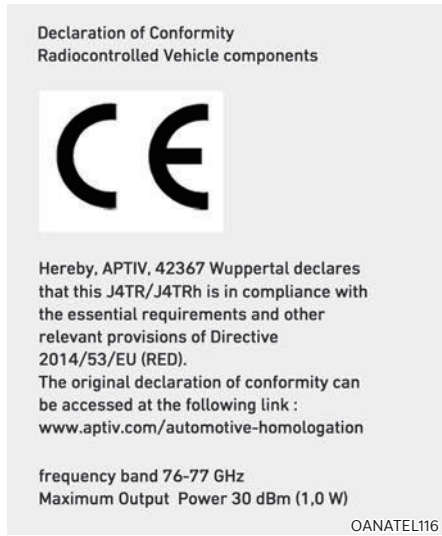 Declaration of Conformity
Radiocontrolled Vehicle components
CE
Hereby, APTIV, 42367 Wuppertal declares
that this J4TR/J4TRh is in compliance with
the essential requirements and other
relevant provisions of Directive
2014/53/EU (RED).
The original declaration of conformity can
be accessed at the following link :
www.aptiv.com/automotive-homologation
frequency band 76-77 GHz
Maximum Output Power 30 dBm (1,0 W)
OANATEL116